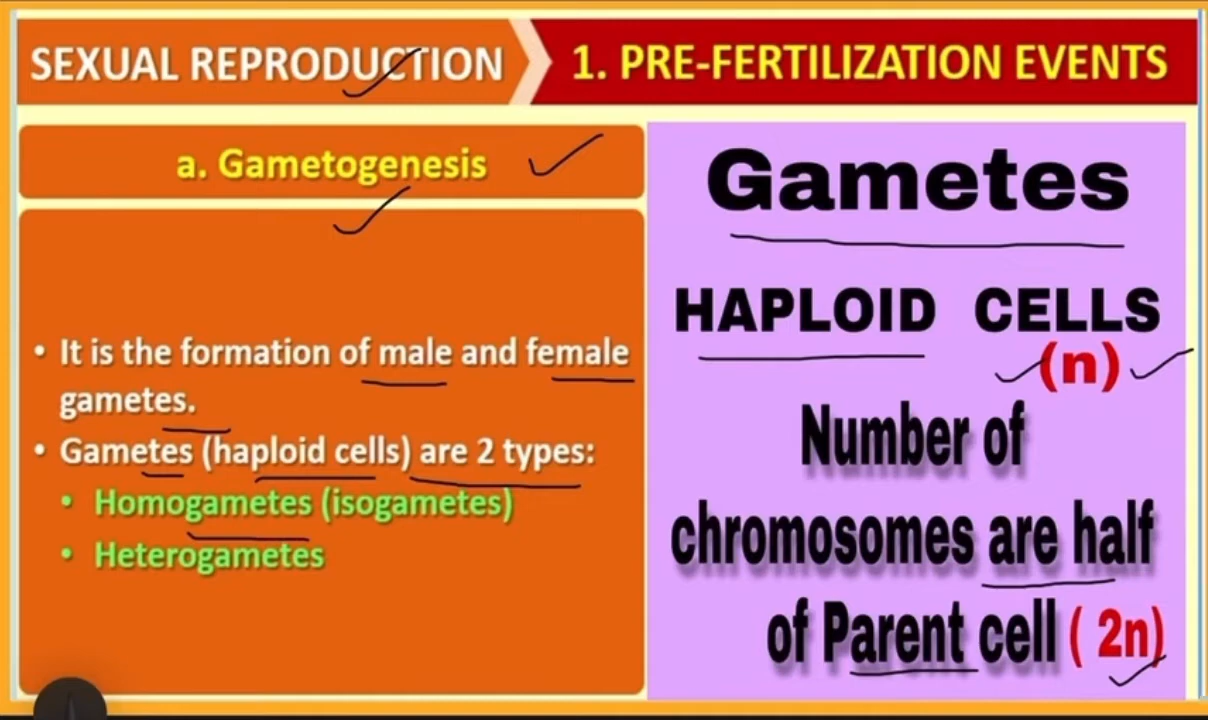 SEXUAL REPRODUCTION
1. PRE-FERTILIZATION EVENTS
a. Gametogenesis
• It is the formation of male and female
gametes.
• Gametes (haploid cells) are 2 types:
• Homogametes (isogametes)
• Heterogametes
Gametes
HAPLOID CELLS
(n)
Number of
chromosomes are half
of Parent cell ( 2n)